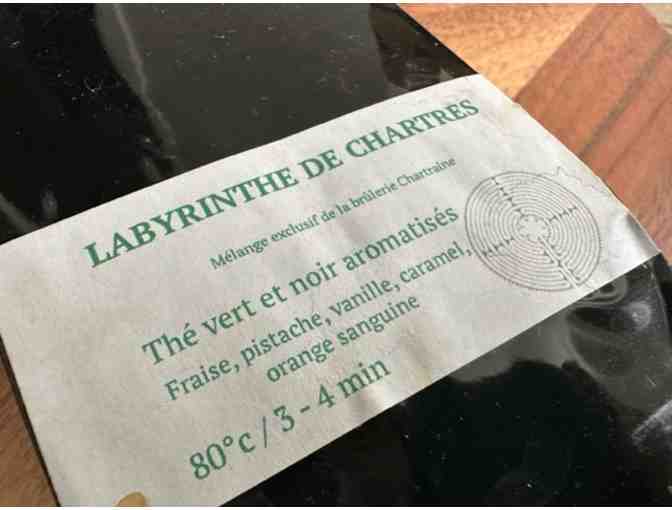 LABYRINTHE DE CHARTRES
Mélange exclusif de la brûlerie Chartraine
Thé vert et noir aromatisés
Fraise, pistache, vanille, caramel,
orange sanguine
80°c / 3 - 4 min